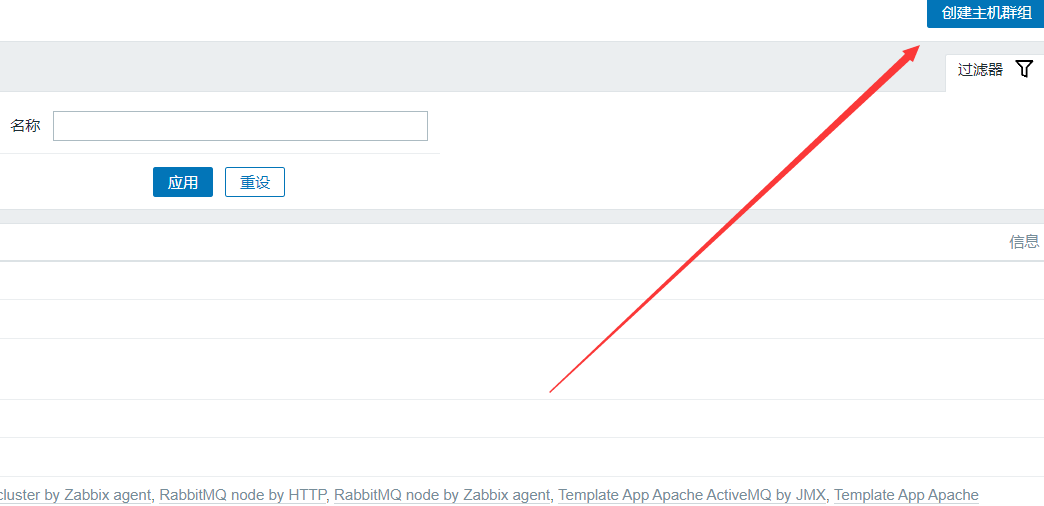 创建主机群组
过滤器
名称
应用 重设
信息
cluster by Zabbix agent, RabbitMQ node by HTTP, RabbitMQ node by Zabbix agent, Template App Apache ActiveMQ by JMX, Template App Apache